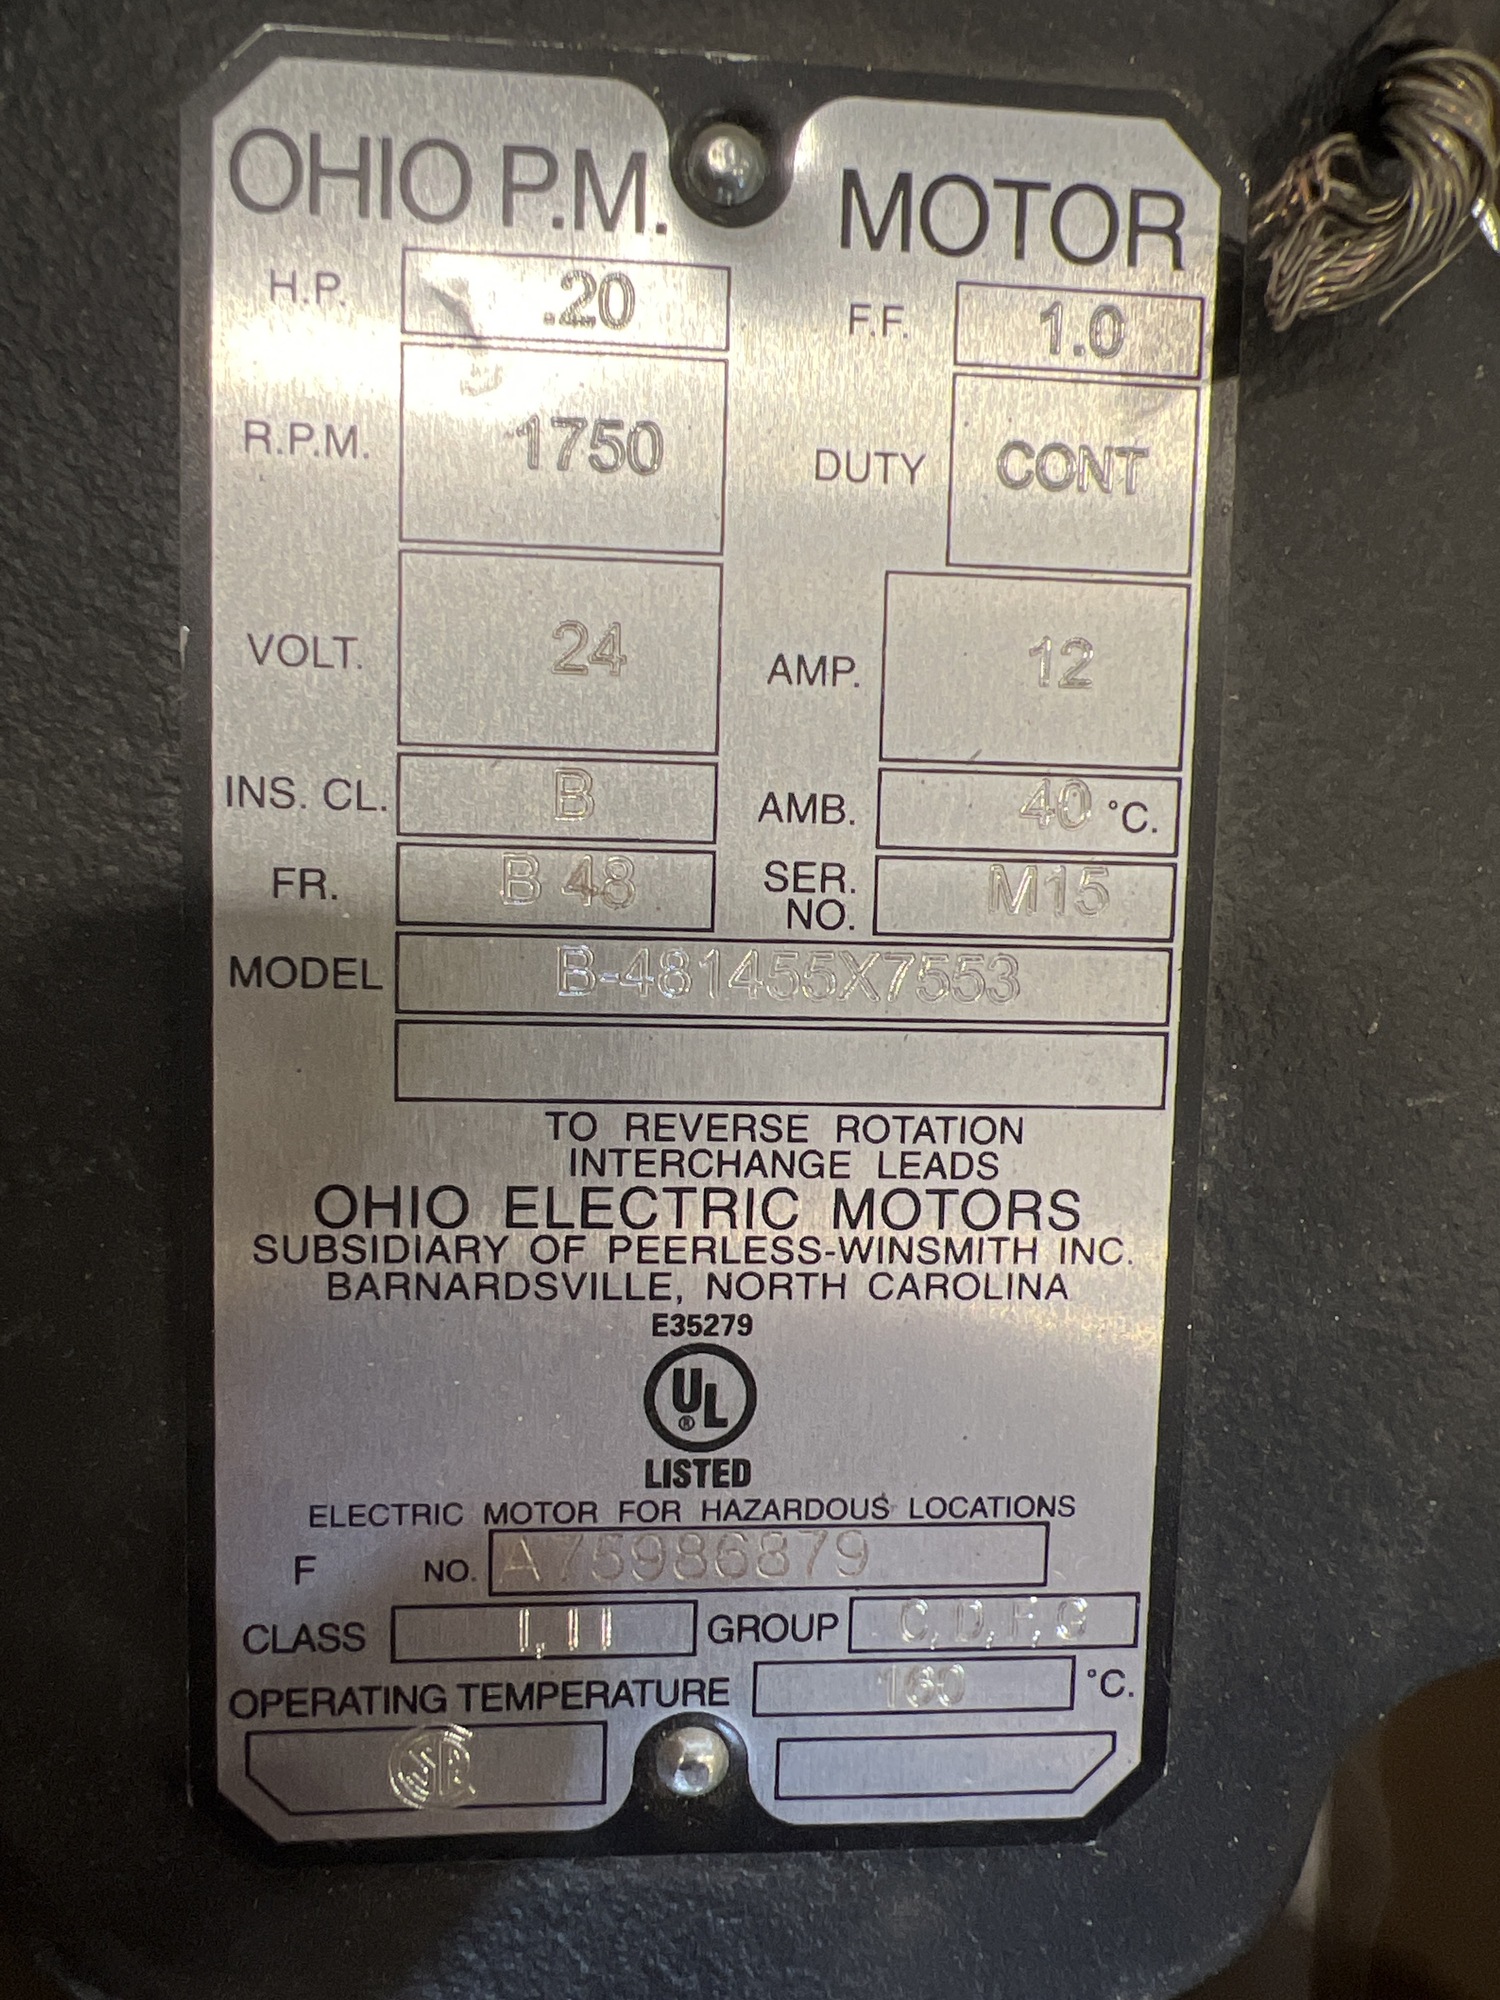 OHIO P.M. MOTOR
H.P. .20 F.F. 1.0
R.P.M. 1750 DUTY CONT
VOLT. 24 AMP. 12
INS. CL. B AMB. 40 °C.
FR. B 48 SER. NO. M15
MODEL B-481455X7553
TO REVERSE ROTATION
INTERCHANGE LEADS
OHIO ELECTRIC MOTORS
SUBSIDIARY OF PEERLESS-WINSMITH INC.
BARNARDSVILLE, NORTH CAROLINA
E35279
UL ®
LISTED
ELECTRIC MOTOR FOR HAZARDOUS LOCATIONS
F NO. A75986879
CLASS I, II GROUP C,D,F,G
OPERATING TEMPERATURE 160 °C.